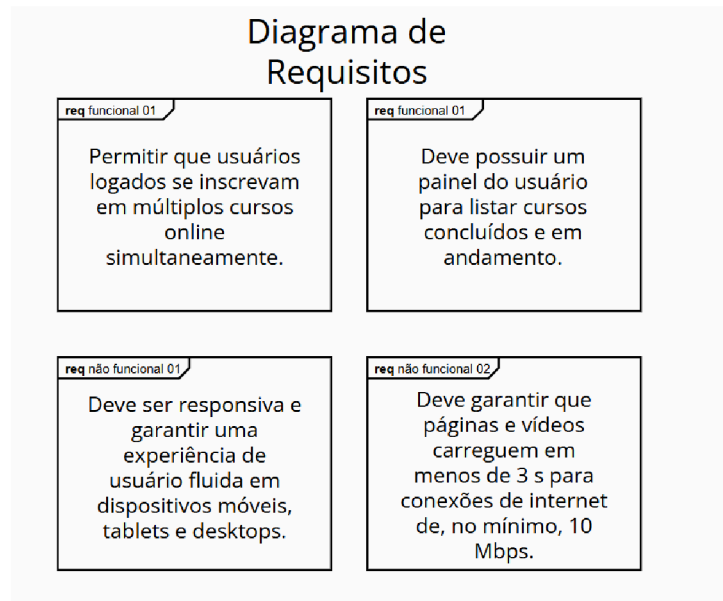 Diagrama de
Requisitos
req funcional 01
Permitir que usuários
logados se inscrevam
em múltiplos cursos
online
simultaneamente.
req funcional 01
Deve possuir um
painel do usuário
para listar cursos
concluídos e em
andamento.
req não funcional 01
Deve ser responsiva e
garantir uma
experiência de
usuário fluida em
dispositivos móveis,
tablets e desktops.
req não funcional 02
Deve garantir que
páginas e vídeos
carreguem em
menos de 3 s para
conexões de internet
de, no mínimo, 10
Mbps.